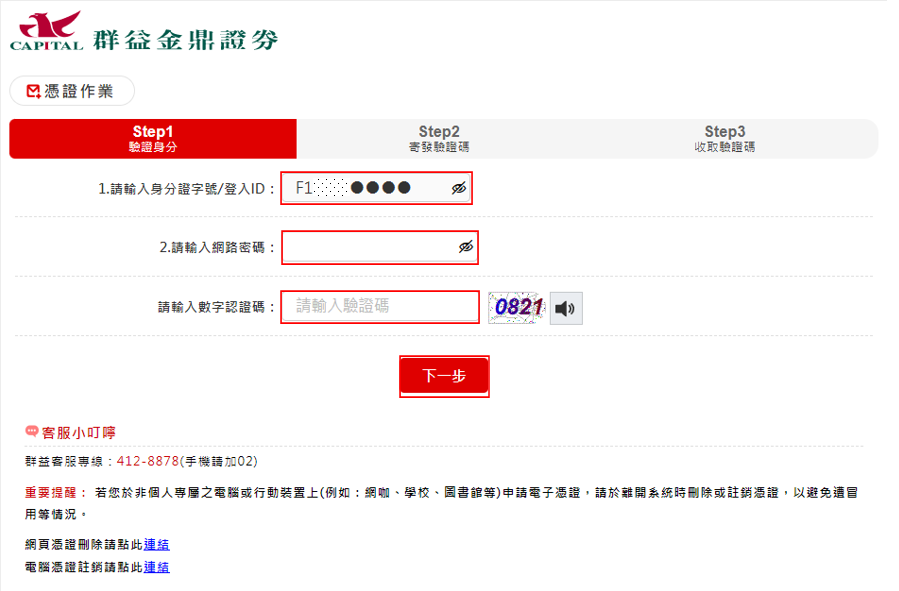 CAPITAL 群益金鼎證券
憑證作業
Step1 Step2 Step3
驗證身分 寄發驗證碼 收取驗證碼
1.請輸入身分證字號/登入ID： F1 ●●●●
2.請輸入網路密碼：
請輸入數字認證碼： 請輸入驗證碼 0821
下一步
客服小叮嚀
群益客服專線：412-8878(手機請加02)
重要提醒： 若您於非個人專屬之電腦或行動裝置上(例如：網咖、學校、圖書館等)申請電子憑證，請於離開系統時刪除或註銷憑證，以避免遭冒
用等情況。
網頁憑證刪除請點此連結
電腦憑證註銷請點此連結